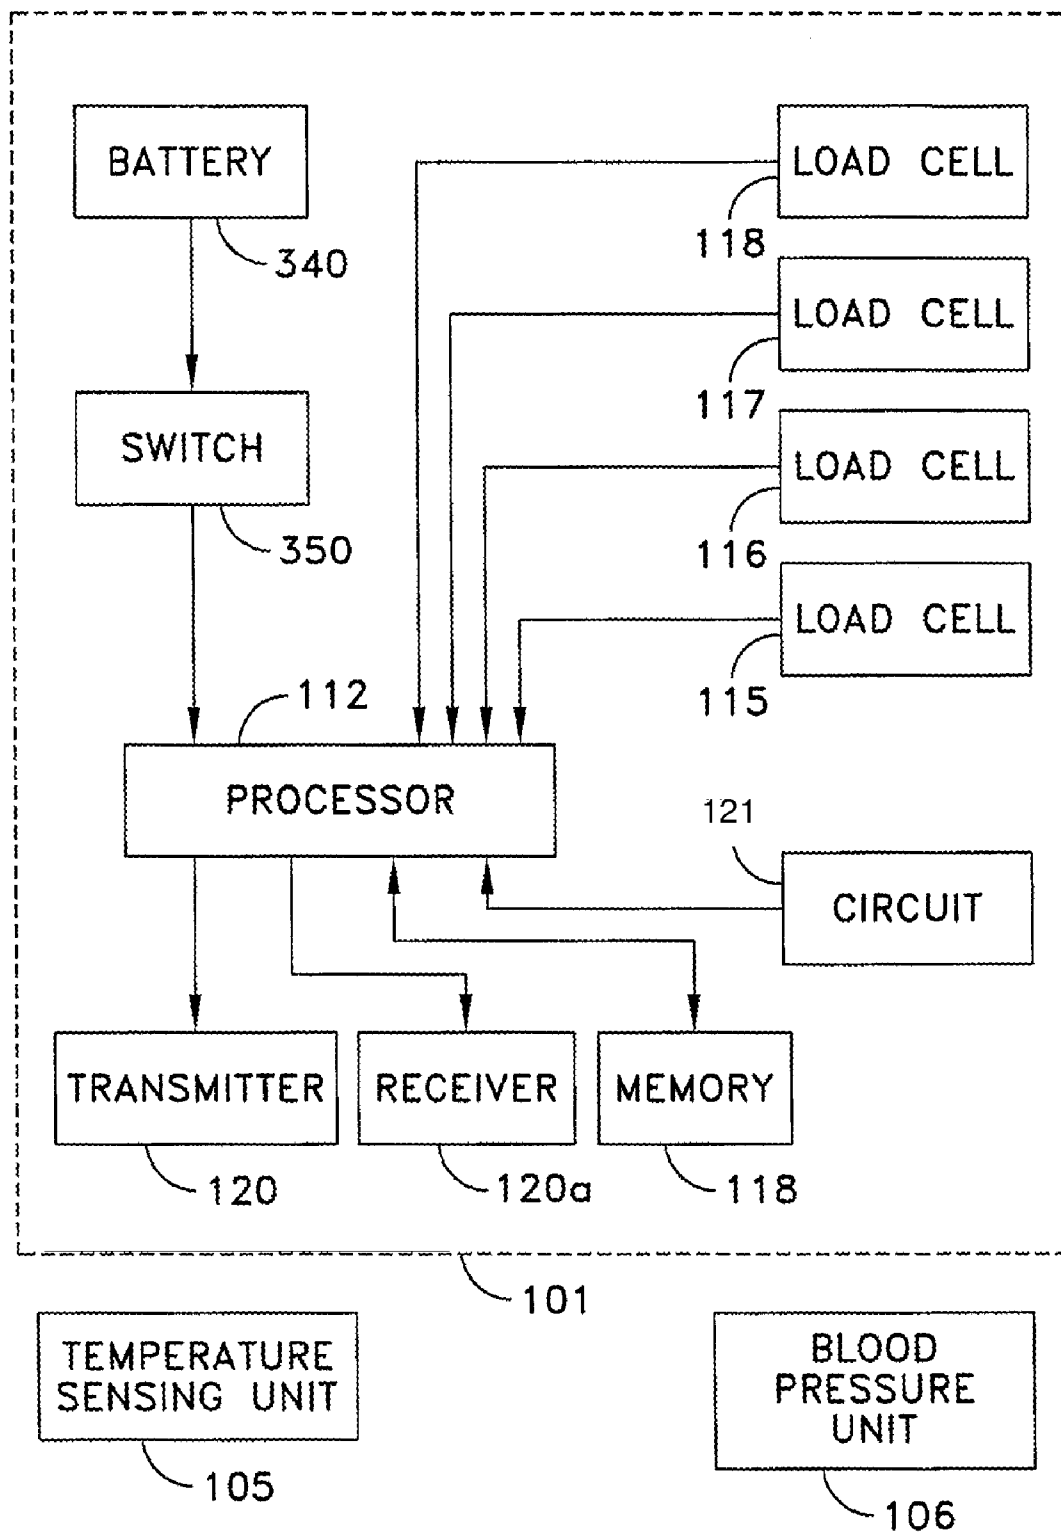 BATTERY
340
LOAD CELL
118
LOAD CELL
117
SWITCH
350
LOAD CELL
116
LOAD CELL
115
112
PROCESSOR
121
CIRCUIT
TRANSMITTER
120
RECEIVER
120a
MEMORY
118
101
TEMPERATURE
SENSING UNIT
105
BLOOD
PRESSURE
UNIT
106